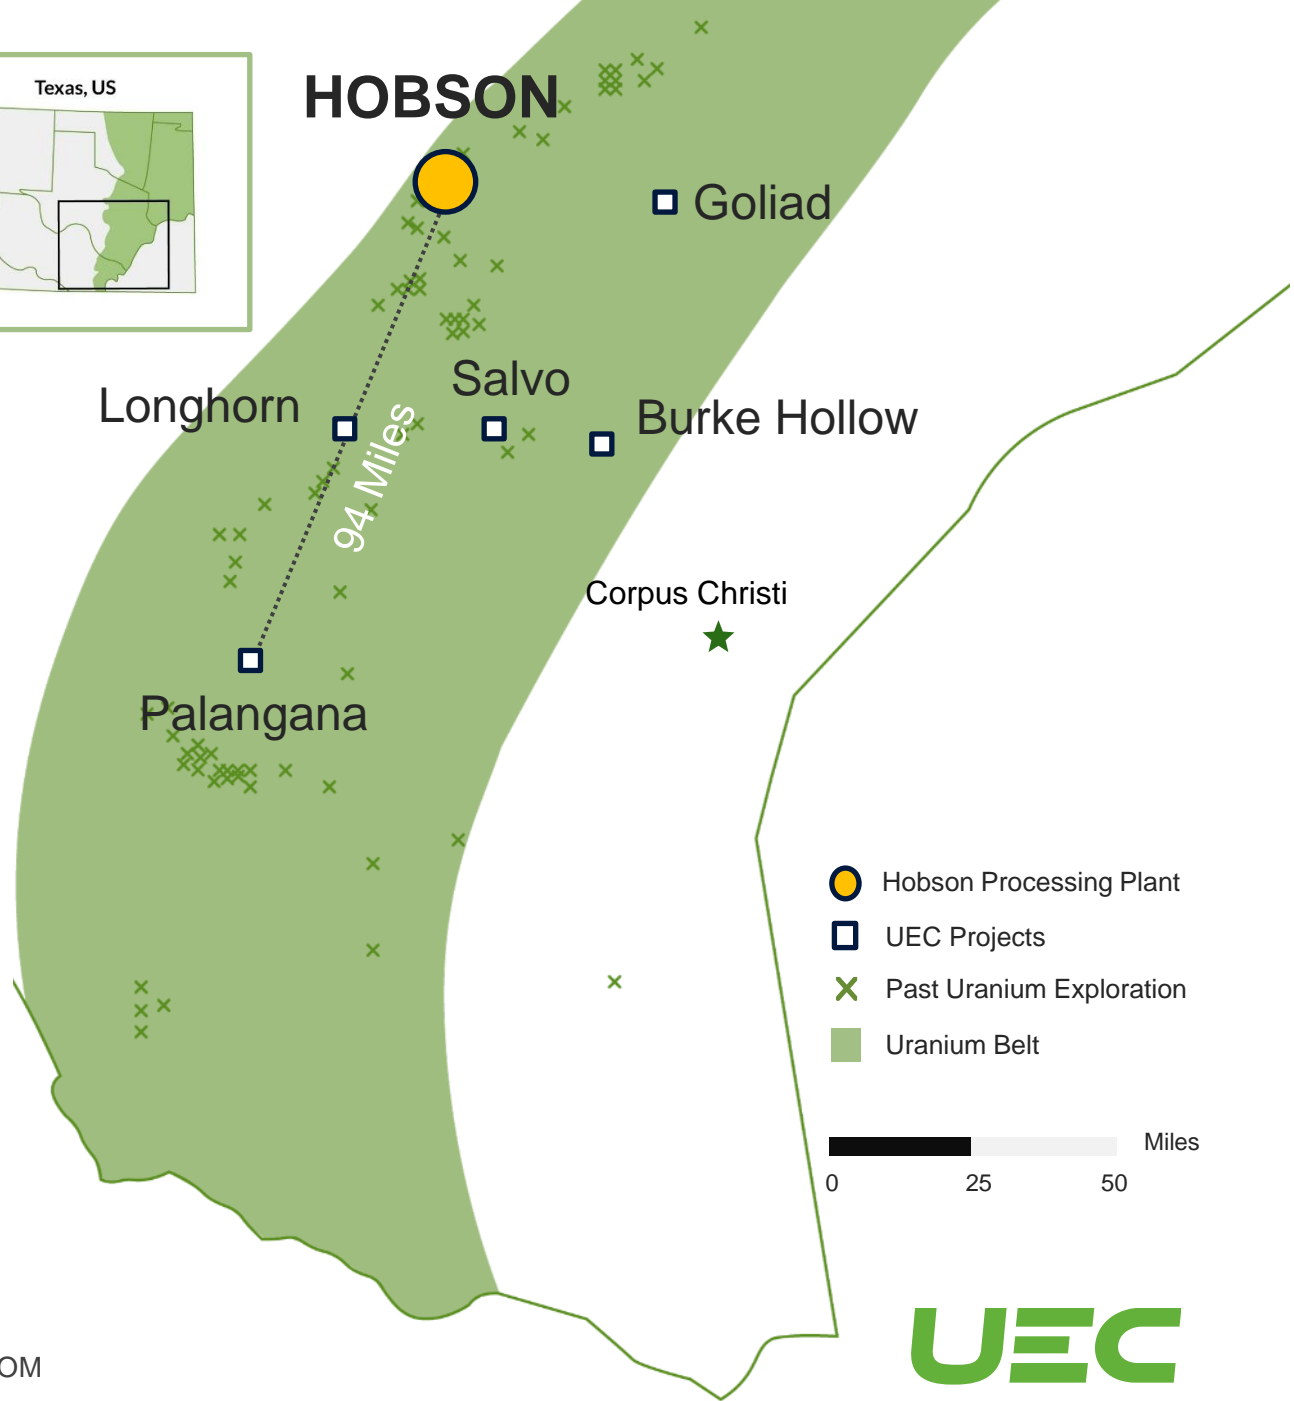 Texas, US
HOBSON
Goliad
Salvo
Longhorn
Burke Hollow
94 Miles
Corpus Christi
Palangana
Hobson Processing Plant
UEC Projects
Past Uranium Exploration
Uranium Belt
Miles
0 25 50
UEC
OM